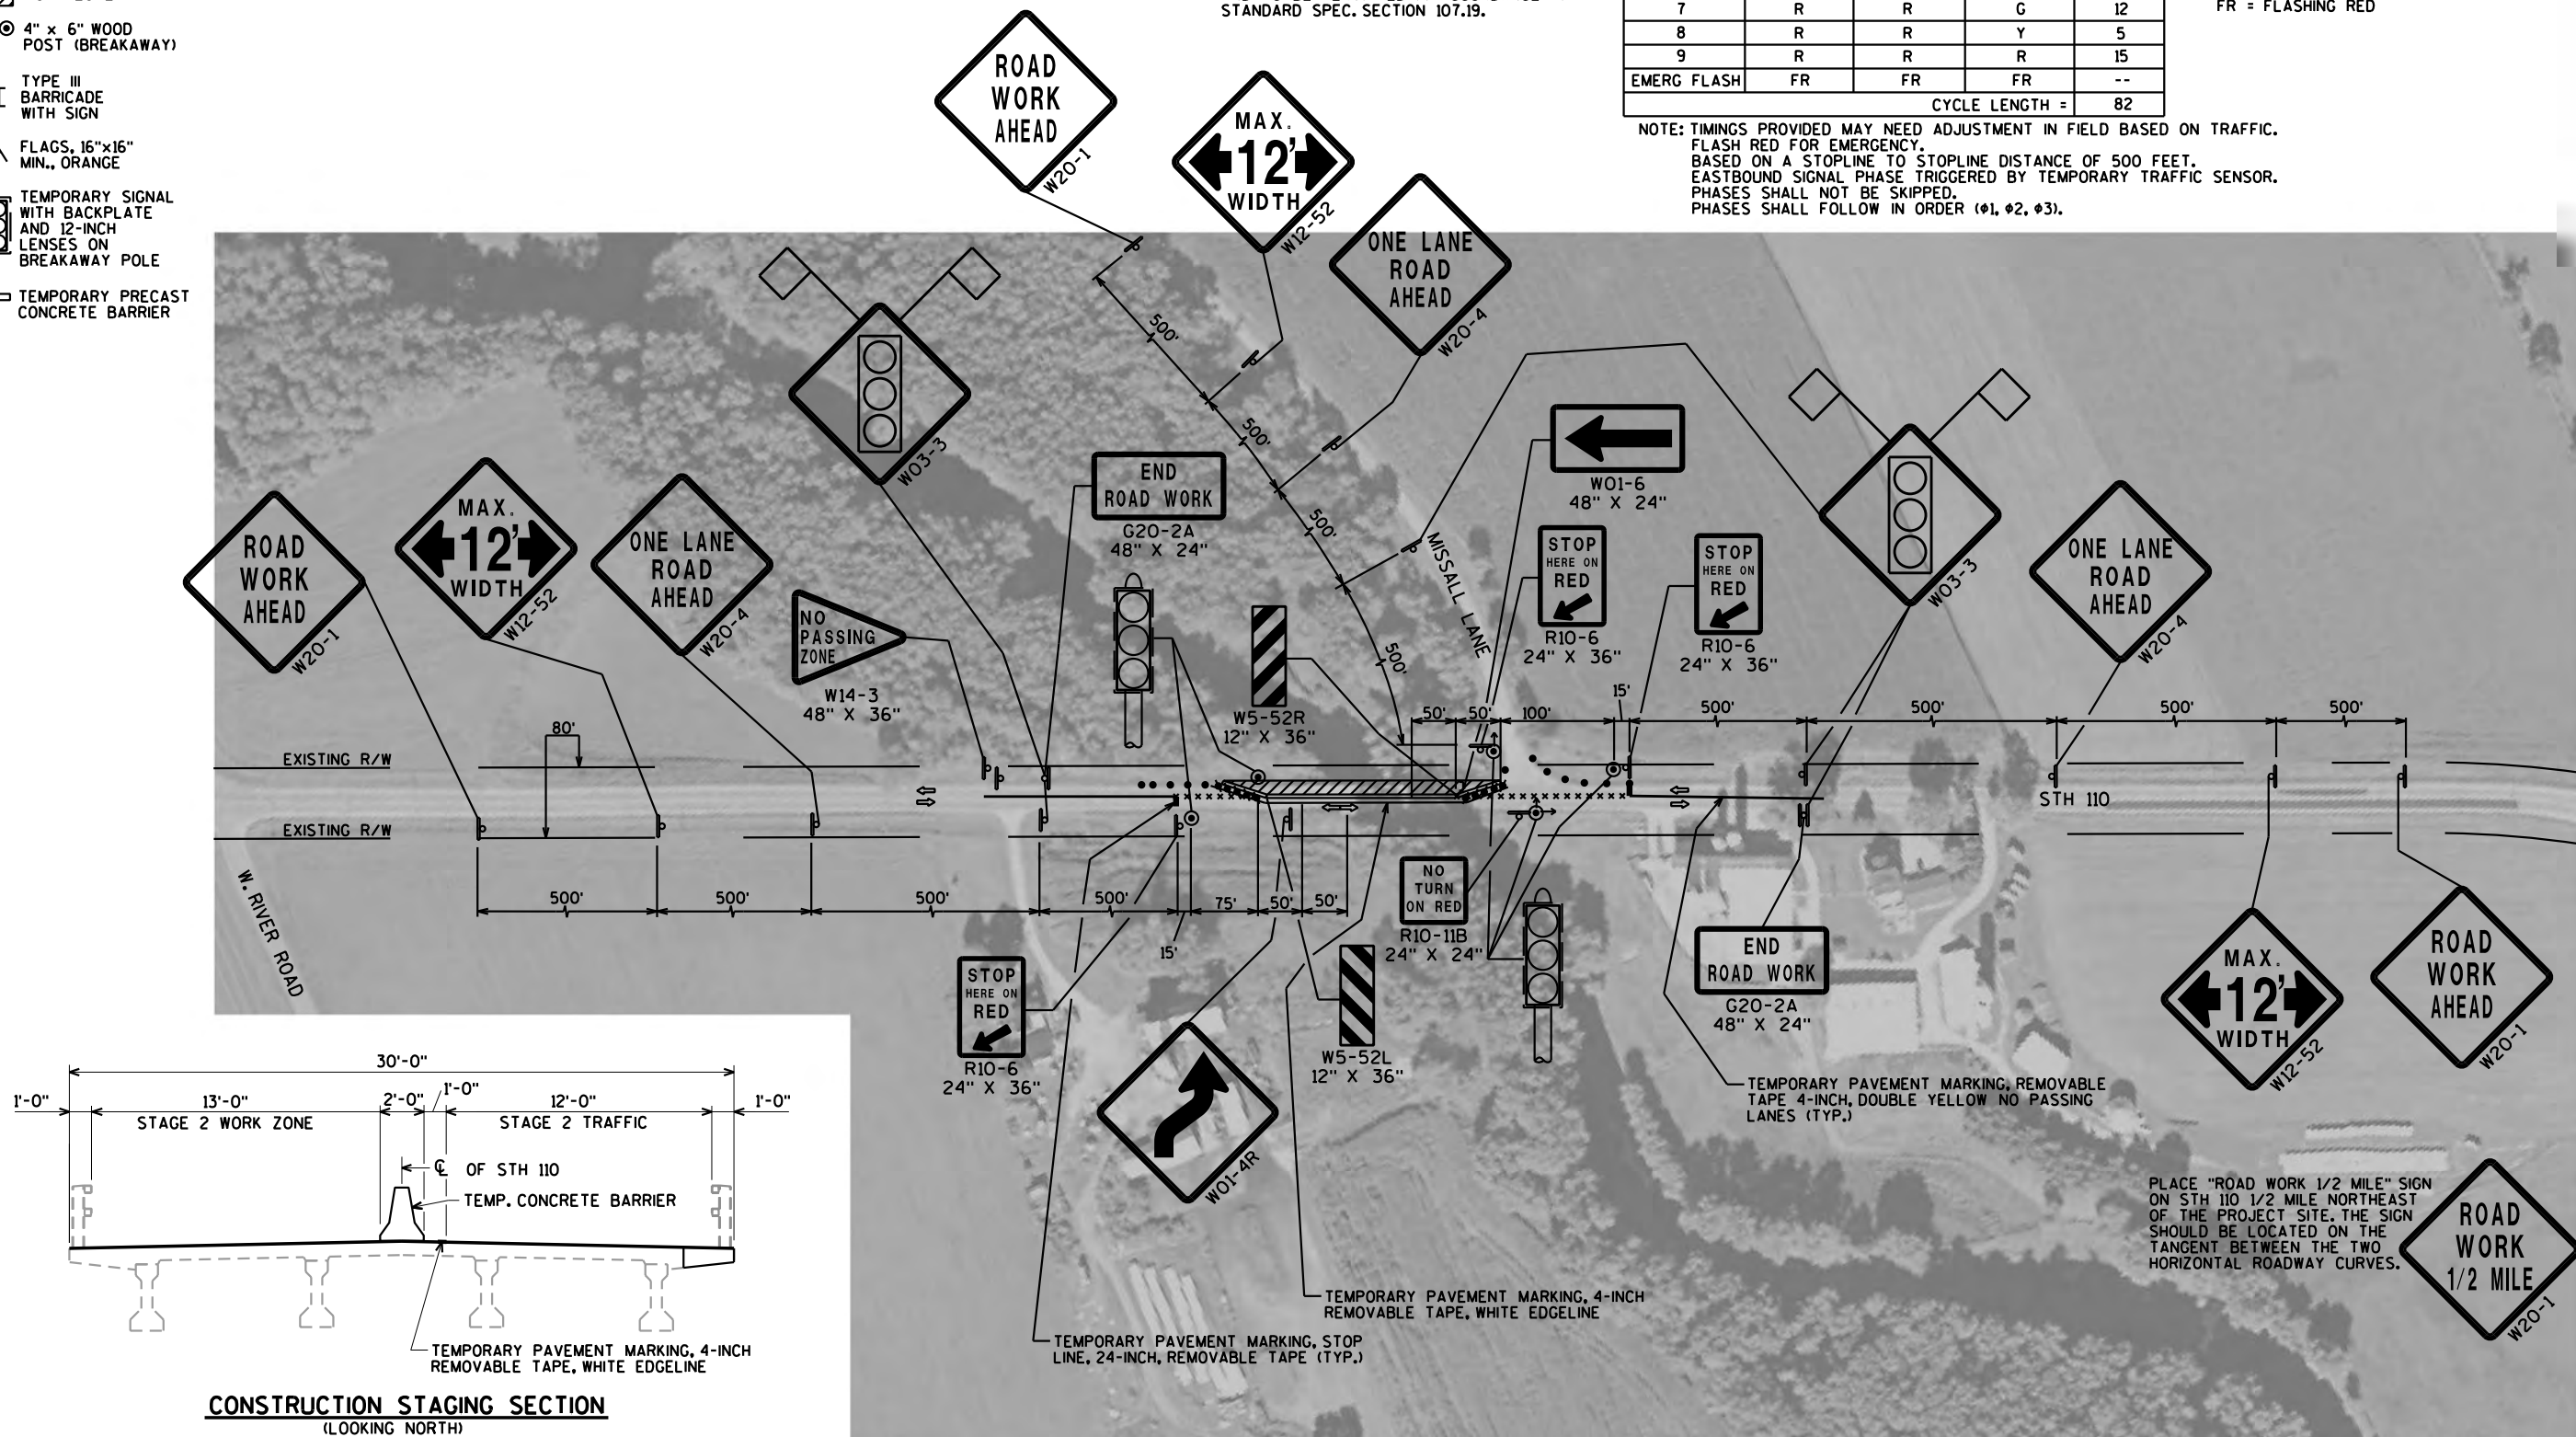 4" x 6" WOOD
POST (BREAKAWAY)
TYPE III
BARRICADE
WITH SIGN
FLAGS, 16"x16"
MIN., ORANGE
TEMPORARY SIGNAL
WITH BACKPLATE
AND 12-INCH
LENSES ON
BREAKAWAY POLE
TEMPORARY PRECAST
CONCRETE BARRIER
STANDARD SPEC. SECTION 107.19.
7 R R G 12
8 R R Y 5
9 R R R 15
EMERG FLASH FR FR FR --
CYCLE LENGTH = 82
FR = FLASHING RED
NOTE: TIMINGS PROVIDED MAY NEED ADJUSTMENT IN FIELD BASED ON TRAFFIC.
FLASH RED FOR EMERGENCY.
BASED ON A STOPLINE TO STOPLINE DISTANCE OF 500 FEET.
EASTBOUND SIGNAL PHASE TRIGGERED BY TEMPORARY TRAFFIC SENSOR.
PHASES SHALL NOT BE SKIPPED.
PHASES SHALL FOLLOW IN ORDER (ϕ1, ϕ2, ϕ3).
ROAD
WORK
AHEAD
W20-1
MAX.
12'
WIDTH
W12-52
ONE LANE
ROAD
AHEAD
W20-4
500'
500'
500'
500'
MISSALL LANE
W03-3
END
ROAD WORK
G20-2A
48" X 24"
W01-6
48" X 24"
STOP
HERE ON
RED
R10-6
24" X 36"
STOP
HERE ON
RED
R10-6
24" X 36"
W03-3
ONE LANE
ROAD
AHEAD
W20-4
ROAD
WORK
AHEAD
W20-1
MAX.
12'
WIDTH
W12-52
ONE LANE
ROAD
AHEAD
W20-4
NO
PASSING
ZONE
W14-3
48" X 36"
W5-52R
12" X 36"
50' 50' 100' 15' 500' 500' 500' 500'
80'
EXISTING R/W
EXISTING R/W
STH 110
W. RIVER ROAD
500' 500' 500' 500' 15' 75' 50' 50'
STOP
HERE ON
RED
R10-6
24" X 36"
W01-4R
W5-52L
12" X 36"
NO
TURN
ON RED
R10-11B
24" X 24"
END
ROAD WORK
G20-2A
48" X 24"
MAX.
12'
WIDTH
W12-52
ROAD
WORK
AHEAD
W20-1
TEMPORARY PAVEMENT MARKING, REMOVABLE
TAPE 4-INCH, DOUBLE YELLOW NO PASSING
LANES (TYP.)
PLACE "ROAD WORK 1/2 MILE" SIGN
ON STH 110 1/2 MILE NORTHEAST
OF THE PROJECT SITE. THE SIGN
SHOULD BE LOCATED ON THE
TANGENT BETWEEN THE TWO
HORIZONTAL ROADWAY CURVES.
ROAD
WORK
1/2 MILE
W20-1
TEMPORARY PAVEMENT MARKING, 4-INCH
REMOVABLE TAPE, WHITE EDGELINE
TEMPORARY PAVEMENT MARKING, STOP
LINE, 24-INCH, REMOVABLE TAPE (TYP.)
30'-0"
1'-0" 13'-0" 2'-0" 1'-0" 12'-0" 1'-0"
STAGE 2 WORK ZONE STAGE 2 TRAFFIC
℄ OF STH 110
TEMP. CONCRETE BARRIER
TEMPORARY PAVEMENT MARKING, 4-INCH
REMOVABLE TAPE, WHITE EDGELINE
CONSTRUCTION STAGING SECTION
(LOOKING NORTH)